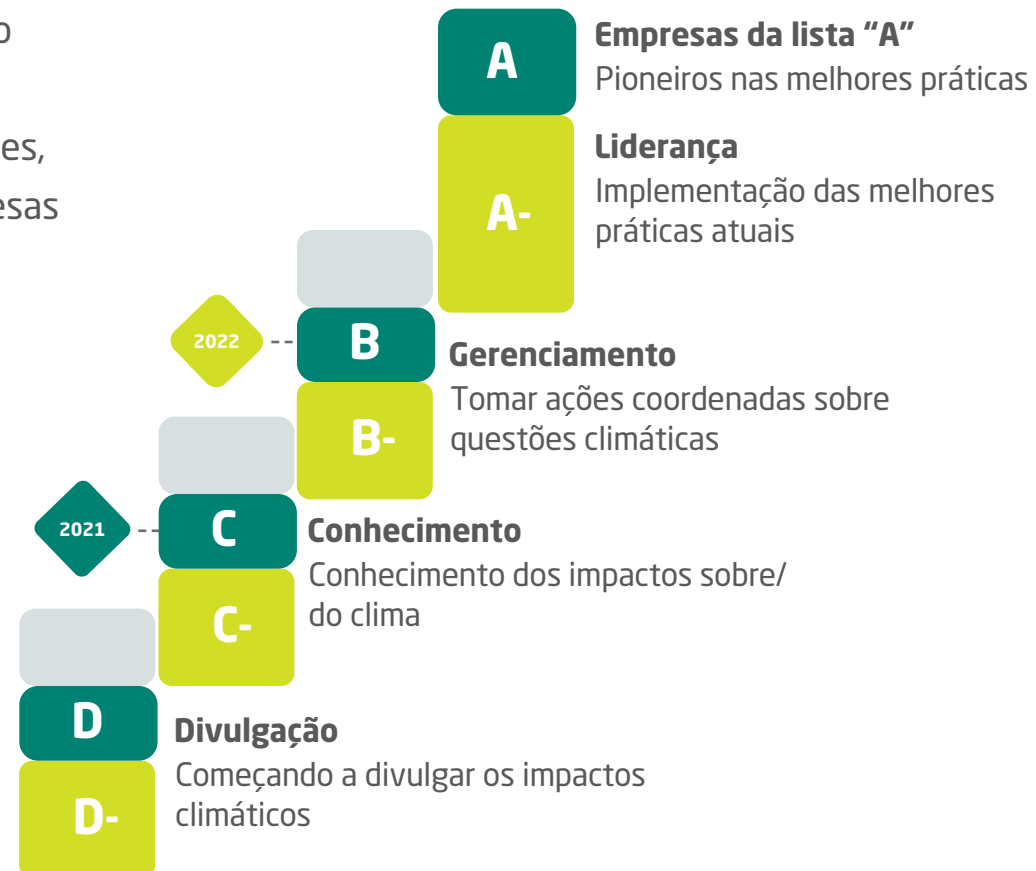 A
Empresas da lista “A”
Pioneiros nas melhores práticas
A-
Liderança
Implementação das melhores
práticas atuais
2022
B
B-
Gerenciamento
Tomar ações coordenadas sobre
questões climáticas
2021
C
C-
Conhecimento
Conhecimento dos impactos sobre/
do clima
D
D-
Divulgação
Começando a divulgar os impactos
climáticos